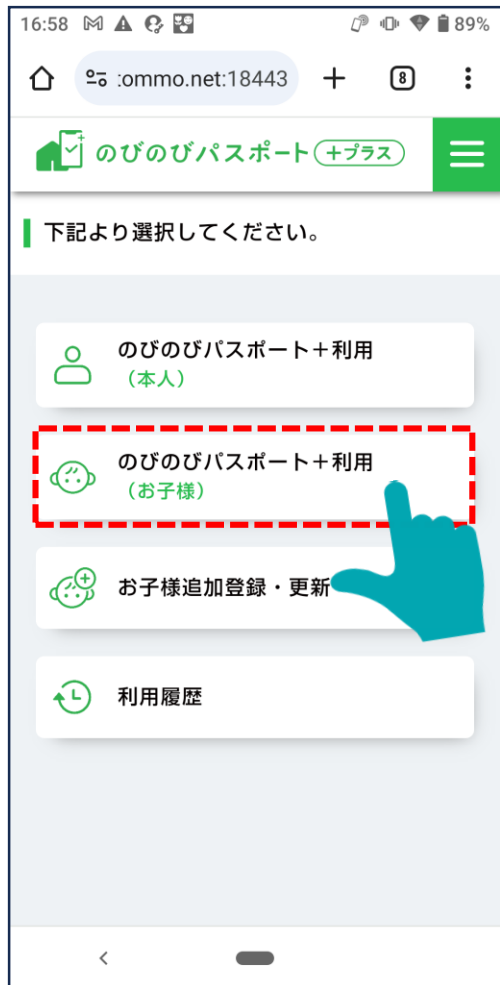 16:58 89%
:ommo.net:18443 8
のびのびパスポート +プラス
下記より選択してください。
のびのびパスポート+利用
(本人)
のびのびパスポート+利用
(お子様)
お子様追加登録・更新
利用履歴